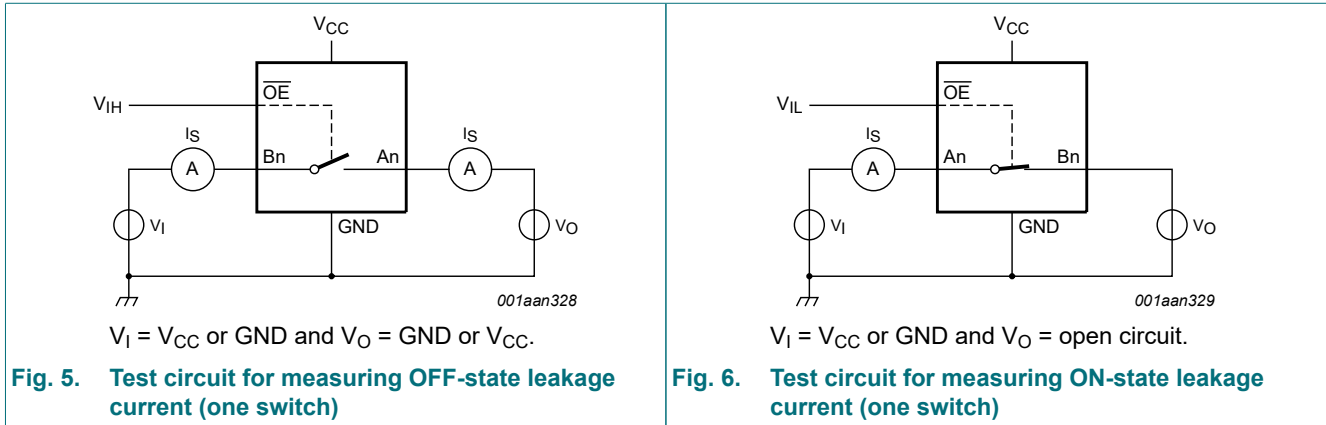 VCC
OE
VIH
IS
IS
Bn
An
A
A
VI
GND
VO
001aan328
VI = VCC or GND and VO = GND or VCC.
Fig. 5. Test circuit for measuring OFF-state leakage
current (one switch)
VCC
OE
VIL
IS
An
Bn
A
VI
GND
VO
001aan329
VI = VCC or GND and VO = open circuit.
Fig. 6. Test circuit for measuring ON-state leakage
current (one switch)